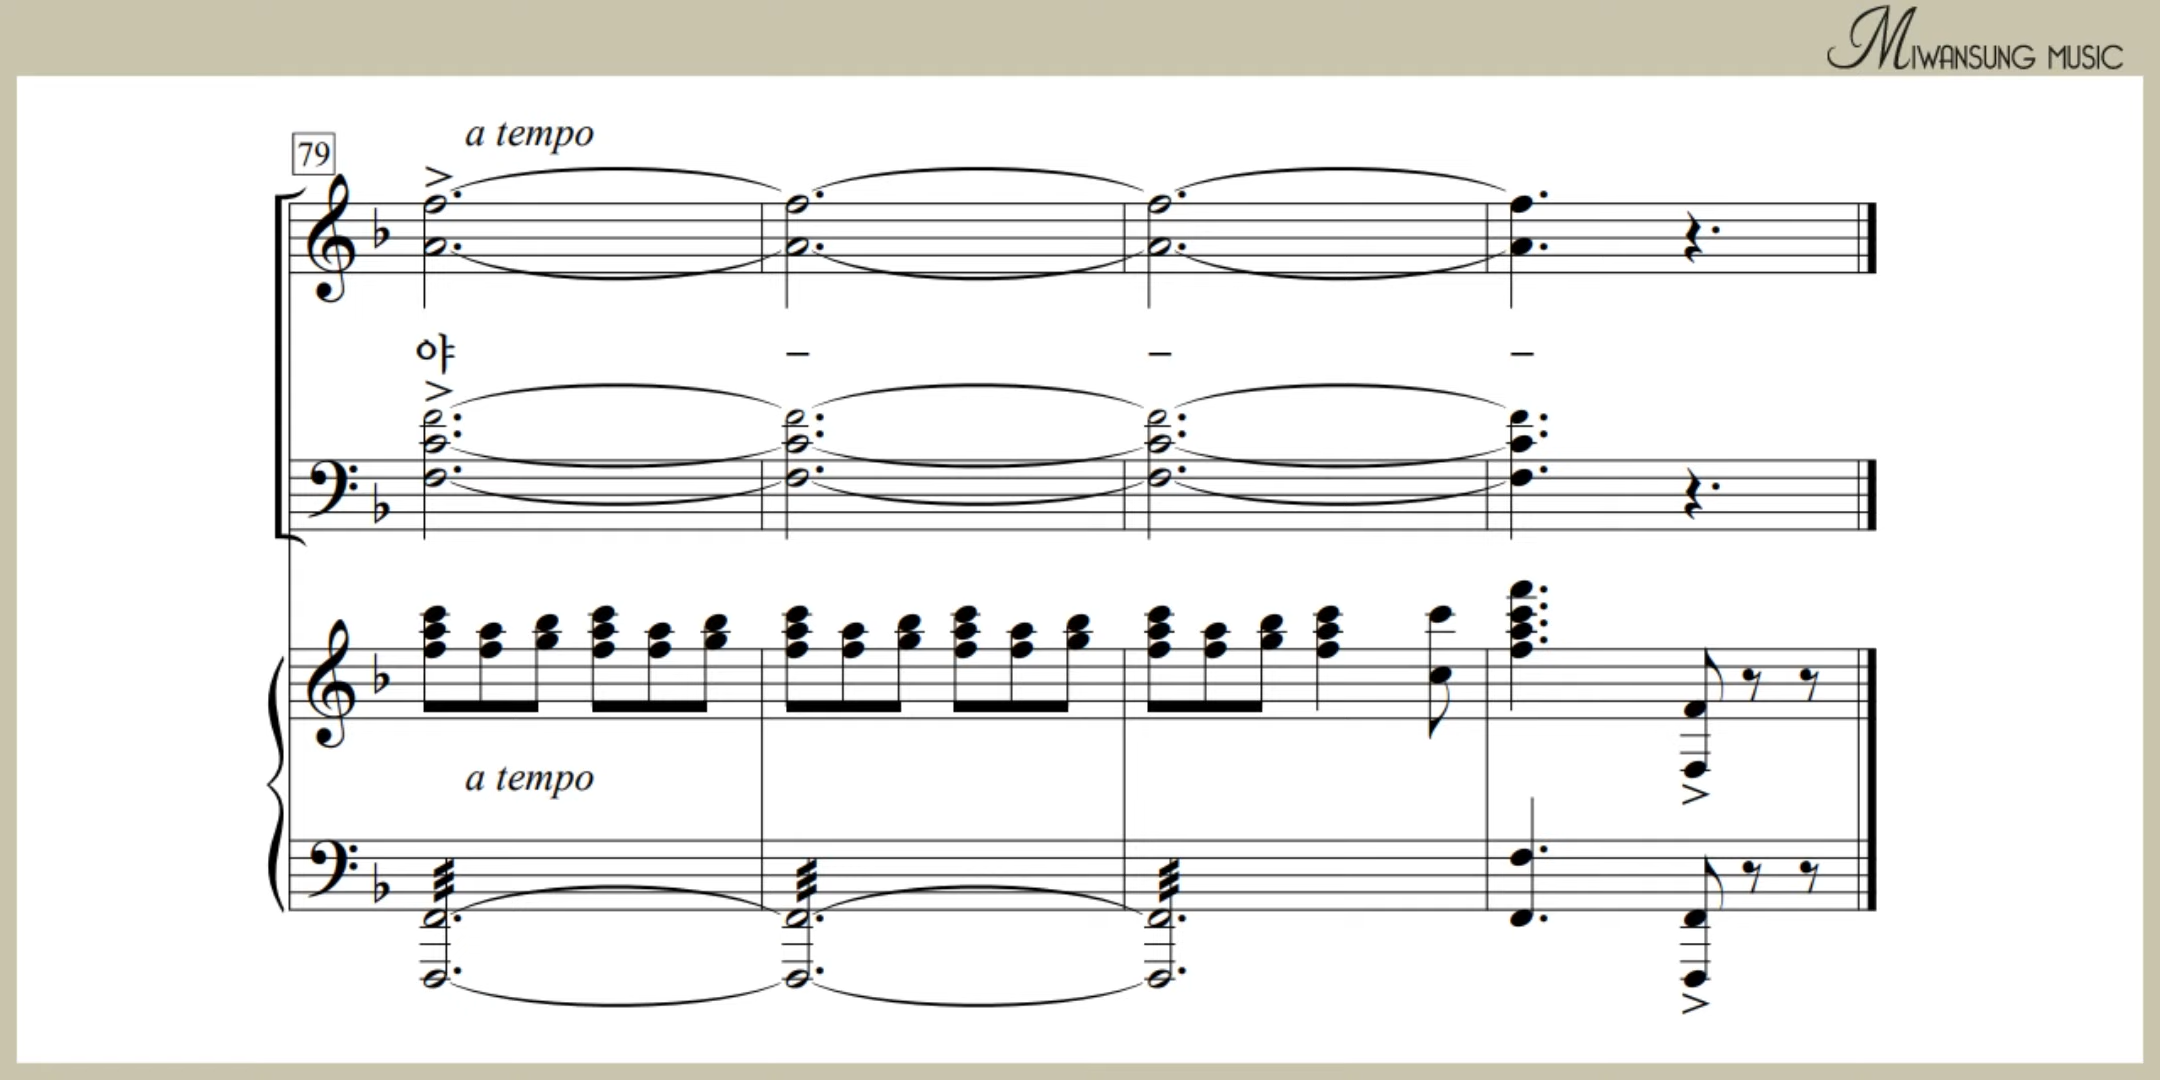 MIWANSUNG MUSIC
79
a tempo
야 – – –
a tempo